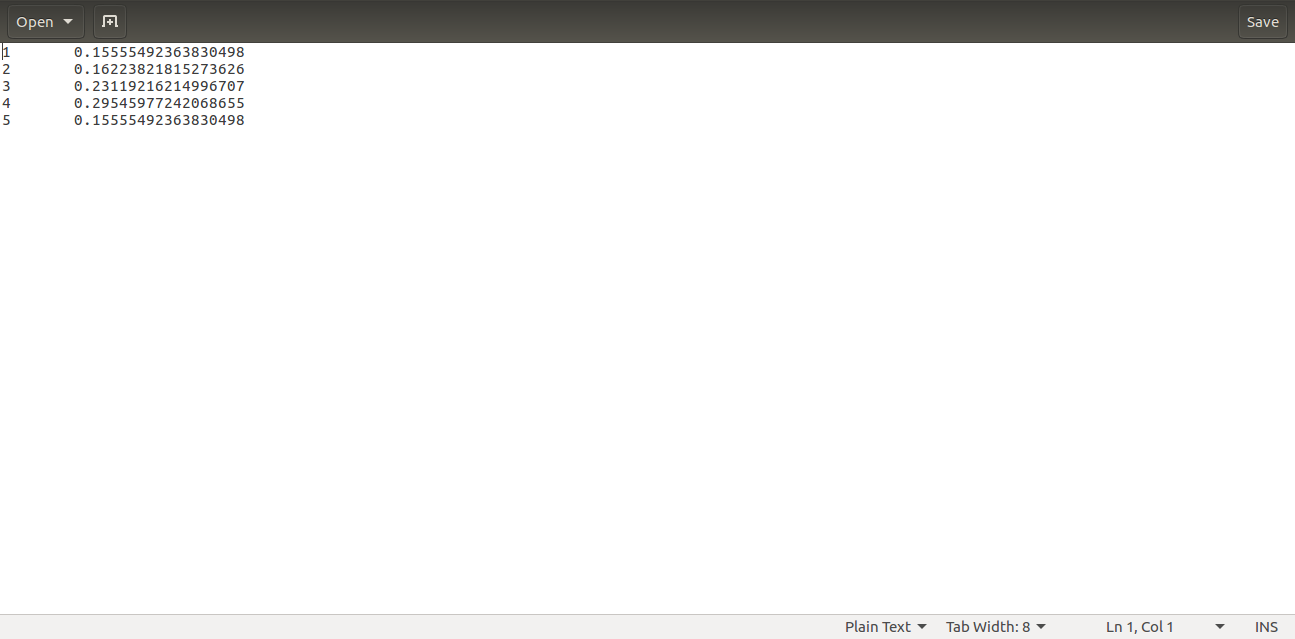 Open Save
1 0.15555492363830498
2 0.16223821815273626
3 0.23119216214996707
4 0.29545977242068655
5 0.15555492363830498
Plain Text Tab Width: 8 Ln 1, Col 1 INS